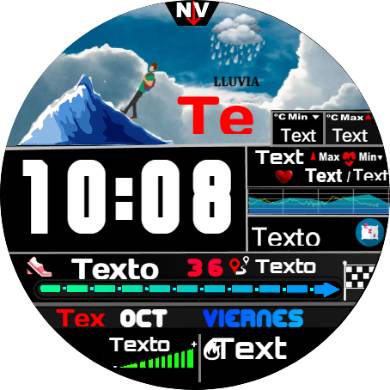 NV
LLUVIA
Te
°C Min ▼ °C Max ▲
Text Text
10:08
Text ▲ Max Min ▼
Text / Text
Texto
Texto 36 Texto
Tex OCT VIERNES
Texto +
Text